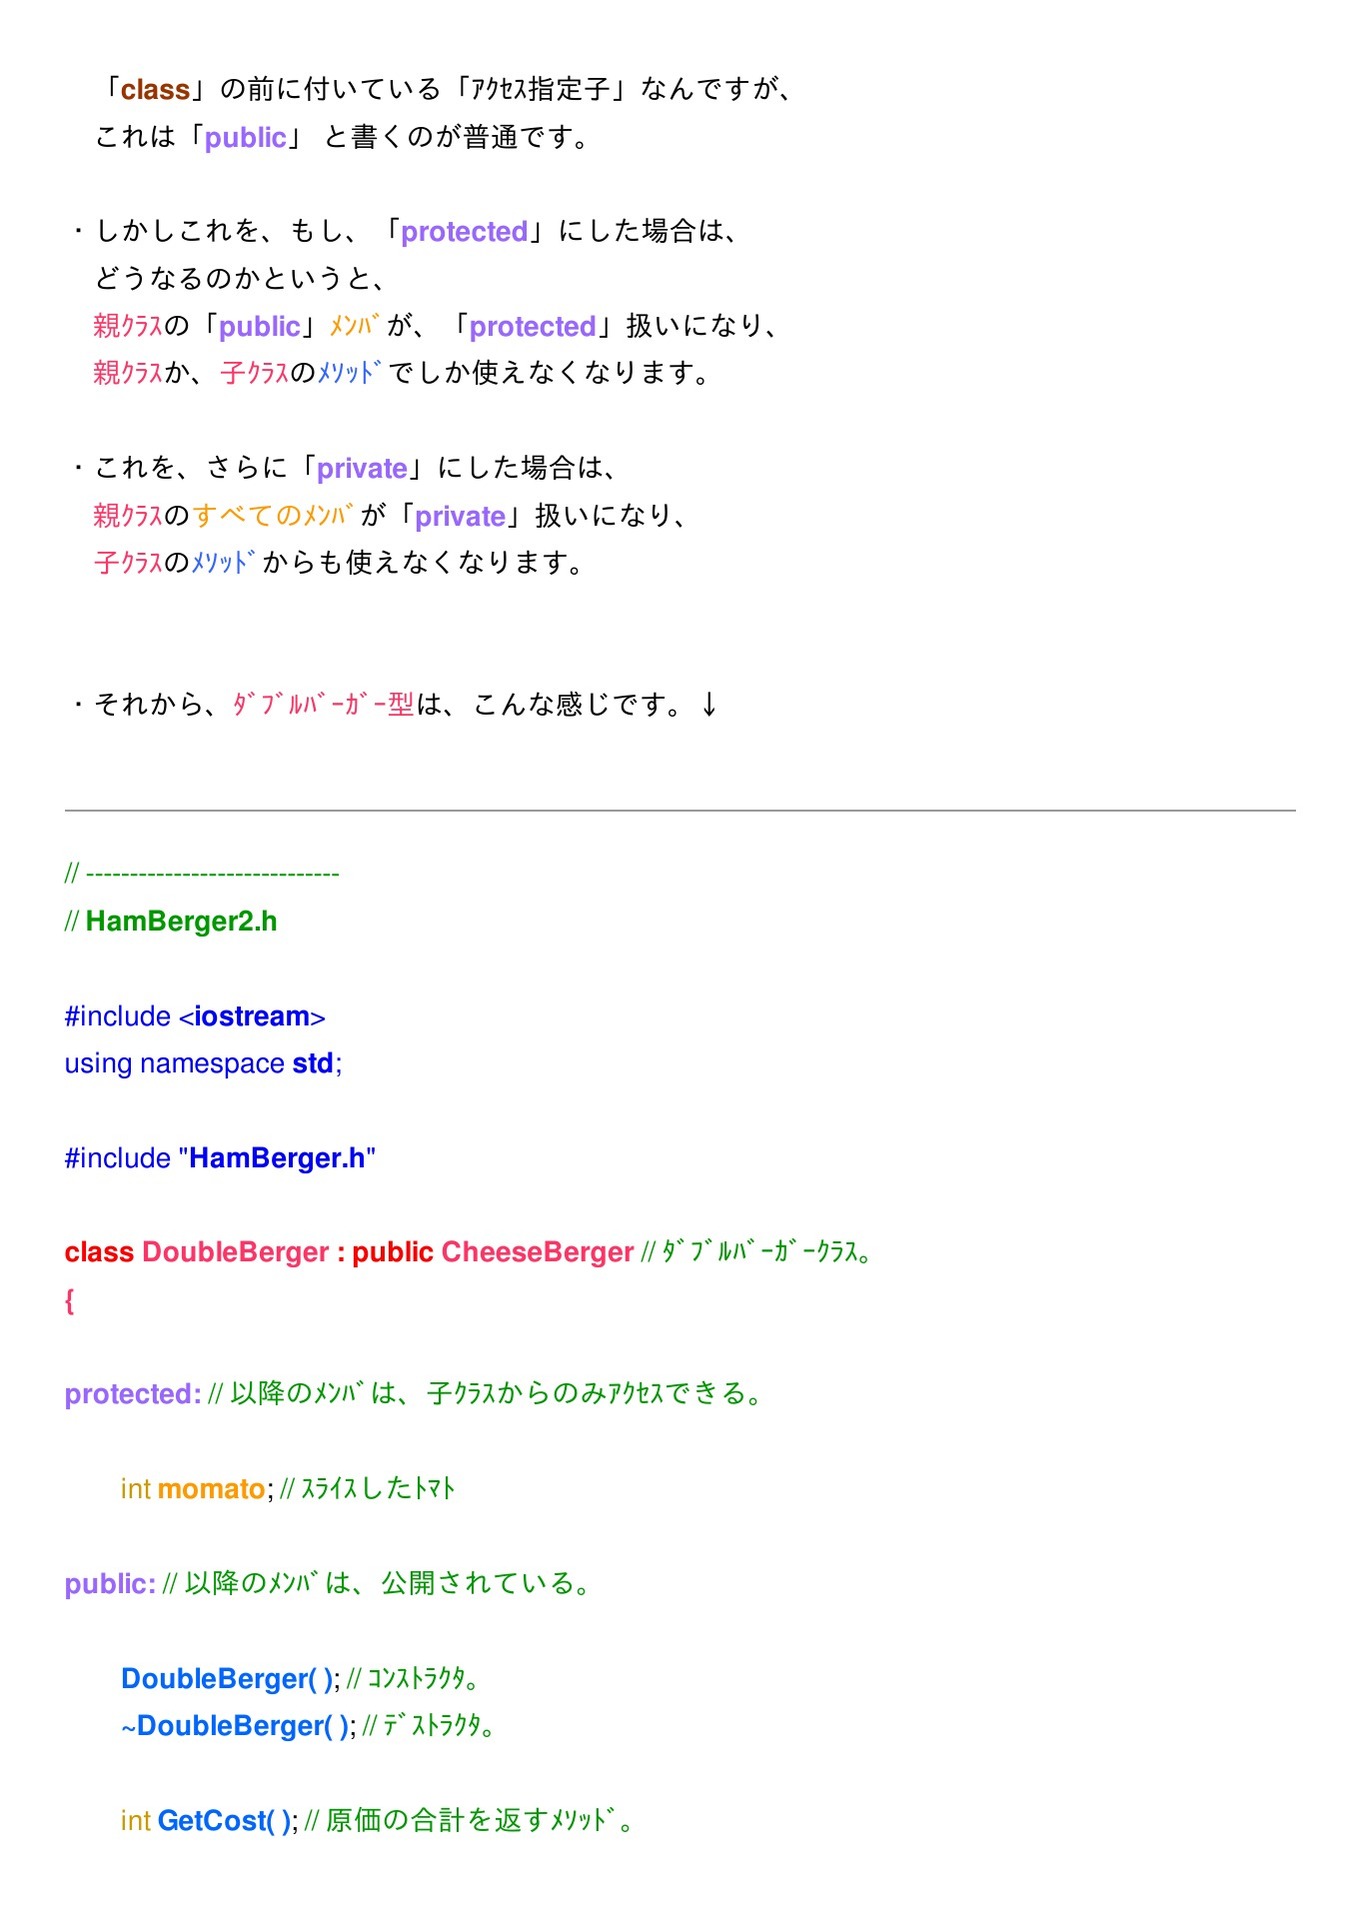 「class」の前に付いている「ｱｸｾｽ指定子」なんですが、
これは「public」 と書くのが普通です。
・しかしこれを、もし、「protected」にした場合は、
どうなるのかというと、
親ｸﾗｽの「public」ﾒﾝﾊﾞが、「protected」扱いになり、
親ｸﾗｽか、子ｸﾗｽのﾒｿｯﾄﾞでしか使えなくなります。
・これを、さらに「private」にした場合は、
親ｸﾗｽのすべてのﾒﾝﾊﾞが「private」扱いになり、
子ｸﾗｽのﾒｿｯﾄﾞからも使えなくなります。
・それから、ﾀﾞﾌﾞﾙﾊﾞｰｶﾞｰ型は、こんな感じです。↓
// -----------------------------
// HamBerger2.h
#include <iostream>
using namespace std;
#include "HamBerger.h"
class DoubleBerger : public CheeseBerger // ﾀﾞﾌﾞﾙﾊﾞｰｶﾞｰｸﾗｽ。
{
protected: // 以降のﾒﾝﾊﾞは、子ｸﾗｽからのみｱｸｾｽできる。
int momato; // ｽﾗｲｽしたﾄﾏﾄ
public: // 以降のﾒﾝﾊﾞは、公開されている。
DoubleBerger( ); // ｺﾝｽﾄﾗｸﾀ。
~DoubleBerger( ); // ﾃﾞｽﾄﾗｸﾀ。
int GetCost( ); // 原価の合計を返すﾒｿｯﾄﾞ。